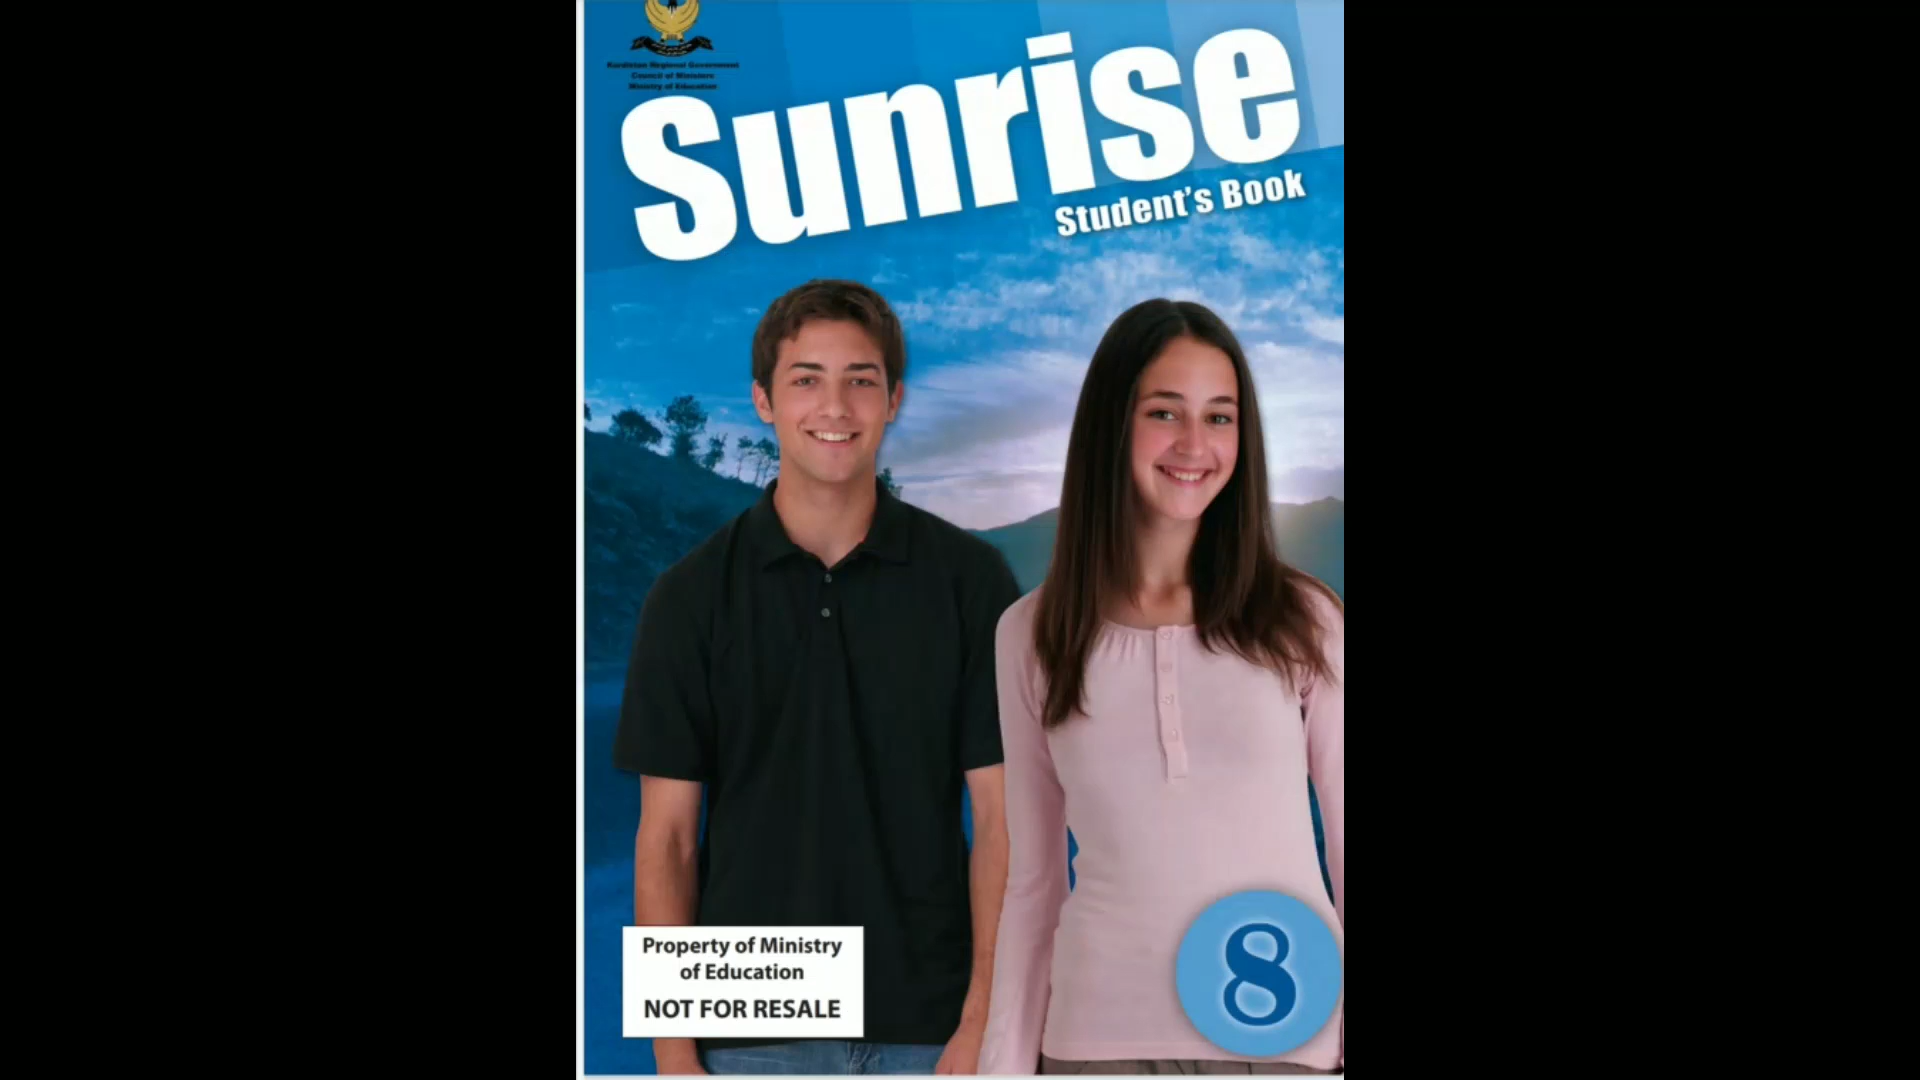 Kurdistan Regional Government
Council of Ministers
Ministry of Education
Sunrise
Student's Book
Property of Ministry
of Education
NOT FOR RESALE
8